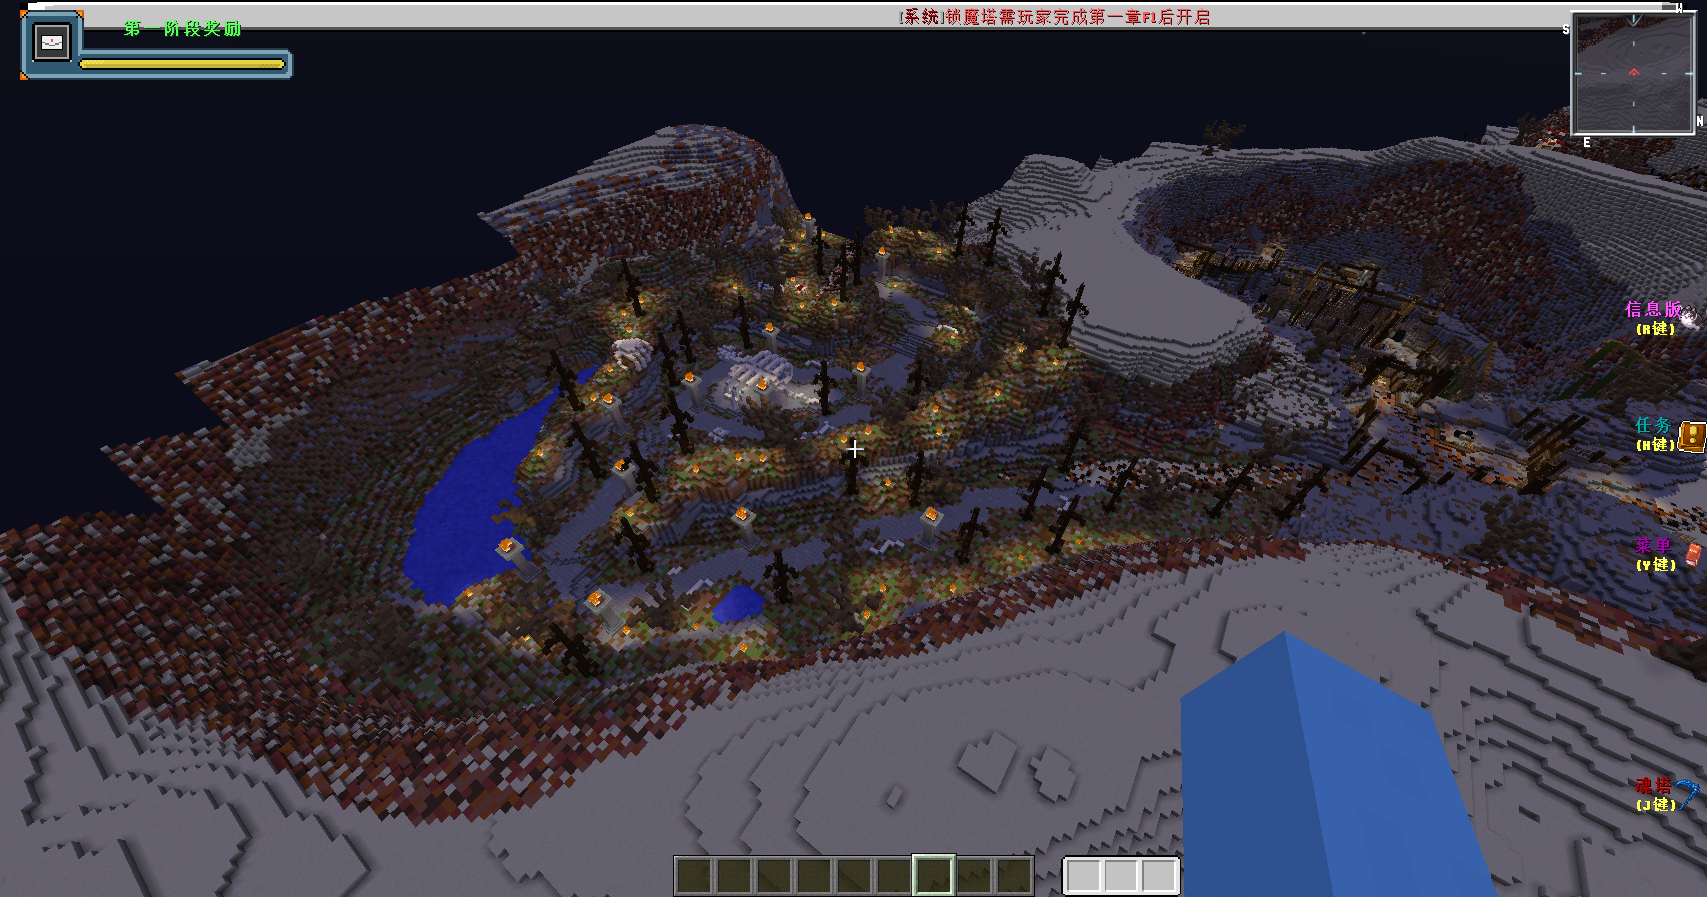 [系统]锁魔塔需玩家完成第一章P1后开启
第一阶段奖励
W
S
N
E
信息版
(R键)
任务
(H键)
菜单
(Y键)
魂塔
(J键)